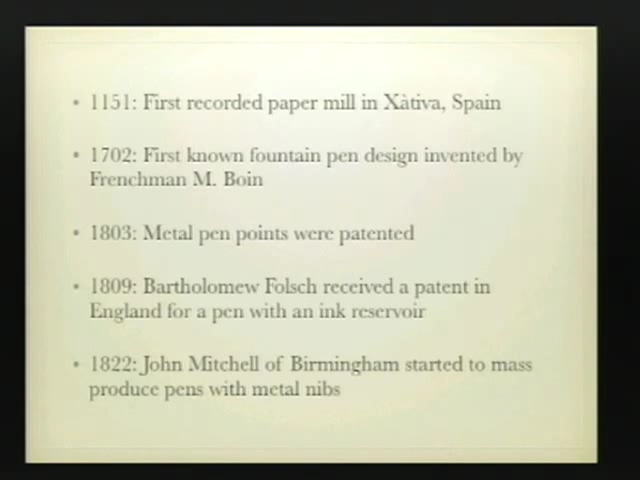 • 1151: First recorded paper mill in Xàtiva, Spain
• 1702: First known fountain pen design invented by
Frenchman M. Boin
• 1803: Metal pen points were patented
• 1809: Bartholomew Folsch received a patent in
England for a pen with an ink reservoir
• 1822: John Mitchell of Birmingham started to mass
produce pens with metal nibs